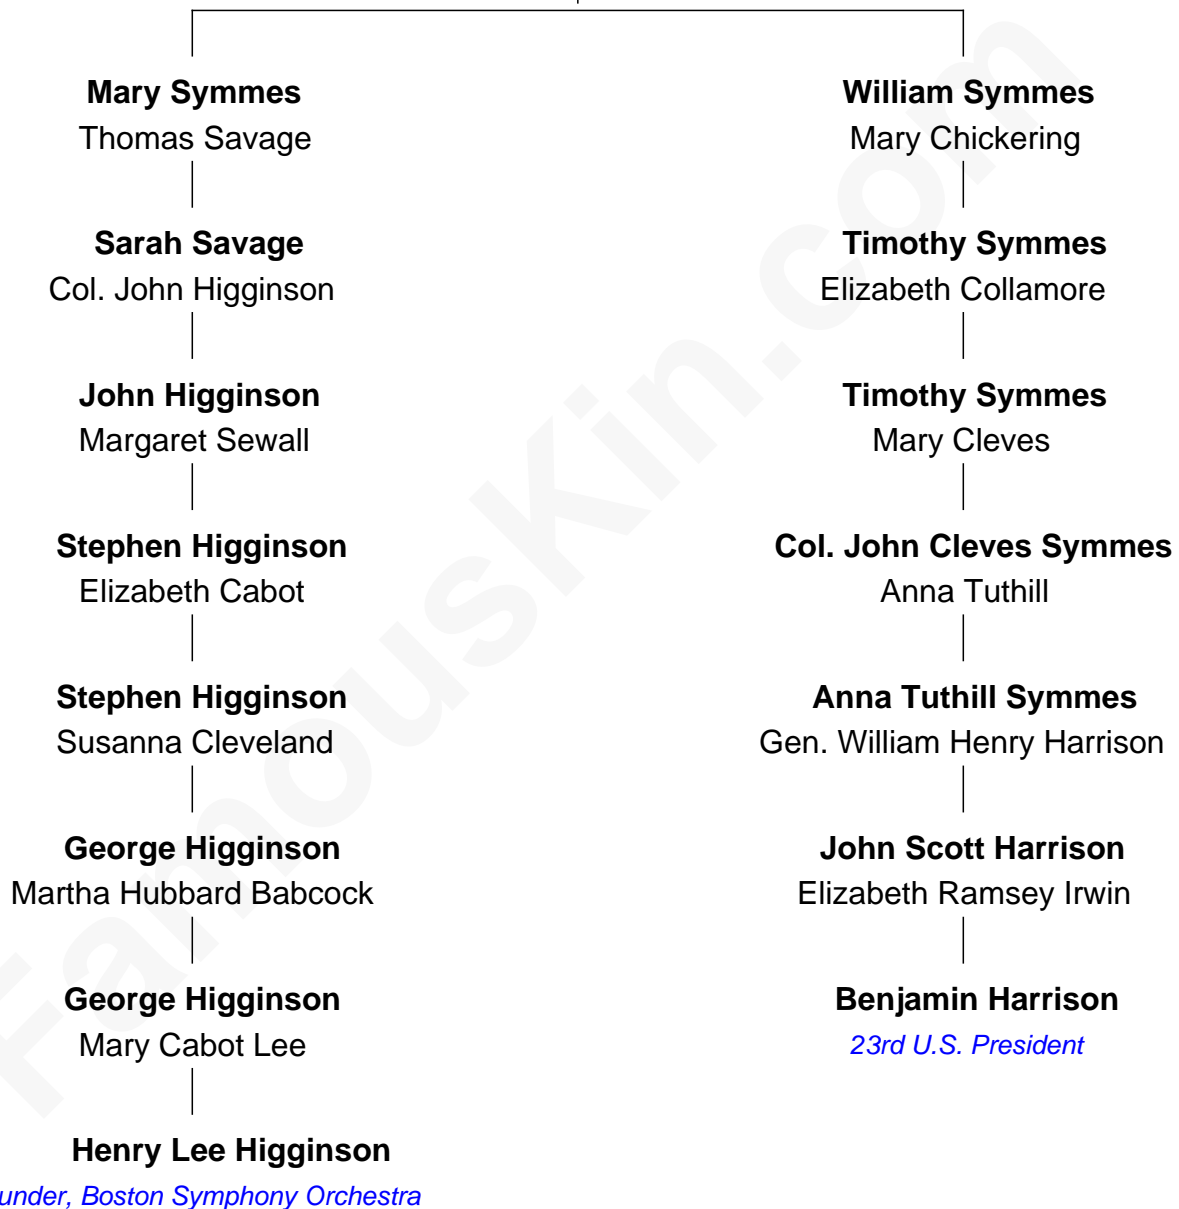 Mary Symmes
Thomas Savage
Sarah Savage
Col. John Higginson
John Higginson
Margaret Sewall
Stephen Higginson
Elizabeth Cabot
Stephen Higginson
Susanna Cleveland
George Higginson
Martha Hubbard Babcock
George Higginson
Mary Cabot Lee
Henry Lee Higginson
under, Boston Symphony Orchestra
William Symmes
Mary Chickering
Timothy Symmes
Elizabeth Collamore
Timothy Symmes
Mary Cleves
Col. John Cleves Symmes
Anna Tuthill
Anna Tuthill Symmes
Gen. William Henry Harrison
John Scott Harrison
Elizabeth Ramsey Irwin
Benjamin Harrison
23rd U.S. President
FamousKin.com